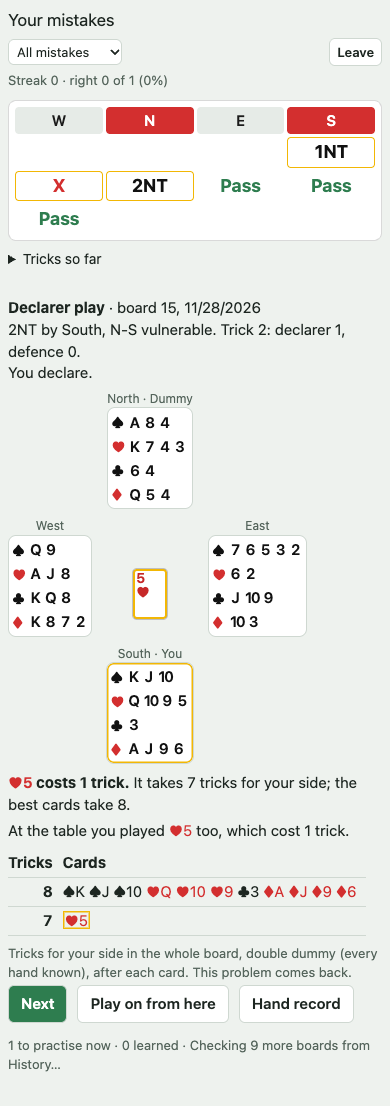 Your mistakes
All mistakes
Leave
Streak 0 · right 0 of 1 (0%)
W N E S
1NT
X 2NT Pass Pass
Pass
▶ Tricks so far
Declarer play · board 15, 11/28/2026
2NT by South, N-S vulnerable. Trick 2: declarer 1,
defence 0.
You declare.
North · Dummy
♠ A 8 4
♥ K 7 4 3
♣ 6 4
♦ Q 5 4
West
♠ Q 9
♥ A J 8
♣ K Q 8
♦ K 8 7 2
5
♥
East
♠ 7 6 5 3 2
♥ 6 2
♣ J 10 9
♦ 10 3
South · You
♠ K J 10
♥ Q 10 9 5
♣ 3
♦ A J 9 6
♥5 costs 1 trick. It takes 7 tricks for your side; the
best cards take 8.
At the table you played ♥5 too, which cost 1 trick.
Tricks Cards
8 ♠K ♠J ♠10 ♥Q ♥10 ♥9 ♣3 ♦A ♦J ♦9 ♦6
7 ♥5
Tricks for your side in the whole board, double dummy (every
hand known), after each card. This problem comes back.
Next
Play on from here
Hand record
1 to practise now · 0 learned · Checking 9 more boards from
History…